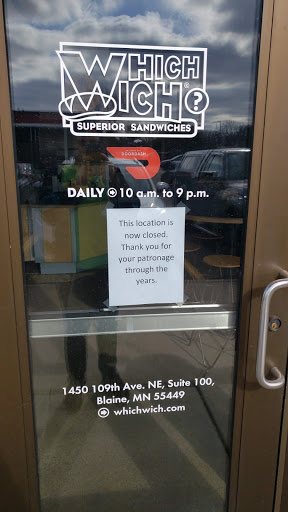 WHICH
WICH®?
SUPERIOR SANDWICHES
DOORDASH
DAILY 10 a.m. to 9 p.m.
This location is
now closed.
Thank you for
your patronage
through the
years.
1450 109th Ave. NE, Suite 100,
Blaine, MN 55449
whichwich.com